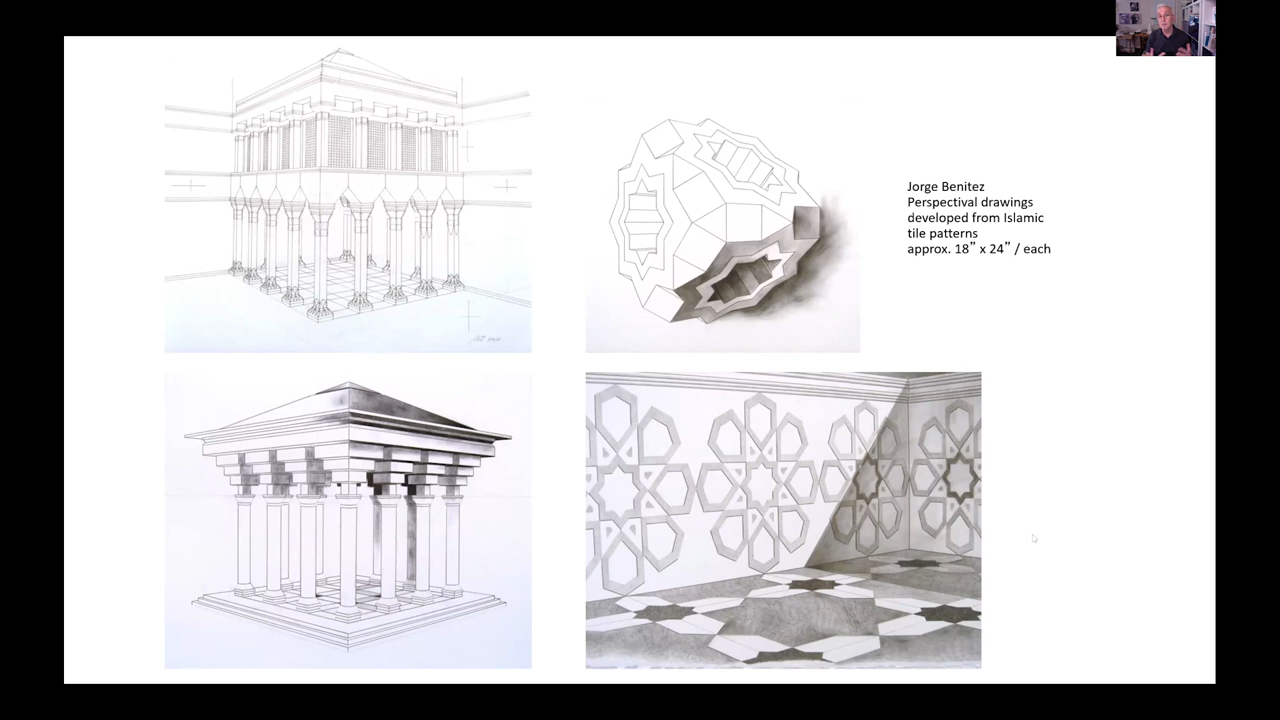 Jorge Benitez
Perspectival drawings
developed from Islamic
tile patterns
approx. 18” x 24” / each